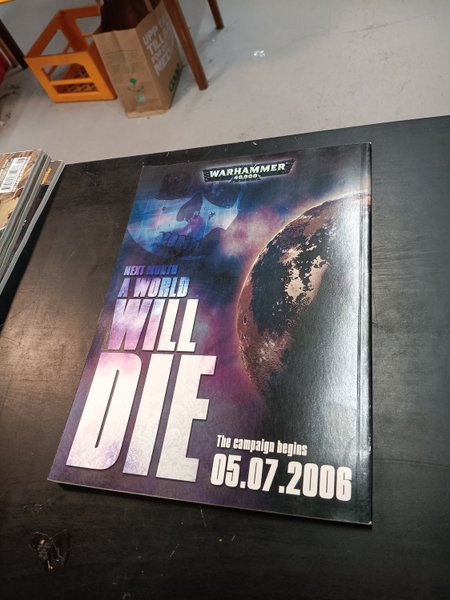 WARHAMMER
40,000
NEXT MONTH
A WORLD
WILL
DIE
The campaign begins
05.07.2006